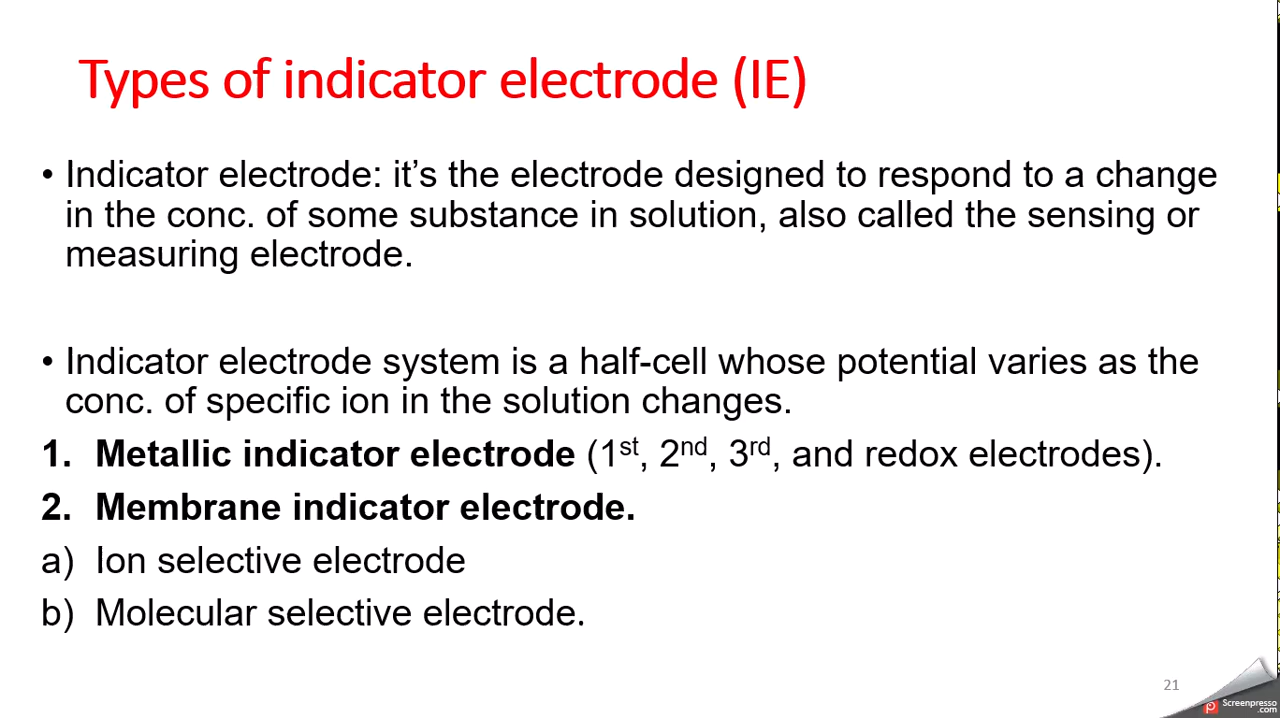 Types of indicator electrode (IE)
• Indicator electrode: it’s the electrode designed to respond to a change
in the conc. of some substance in solution, also called the sensing or
measuring electrode.
• Indicator electrode system is a half-cell whose potential varies as the
conc. of specific ion in the solution changes.
1. Metallic indicator electrode (1st, 2nd, 3rd, and redox electrodes).
2. Membrane indicator electrode.
a) Ion selective electrode
b) Molecular selective electrode.
21
Screenpresso
.com